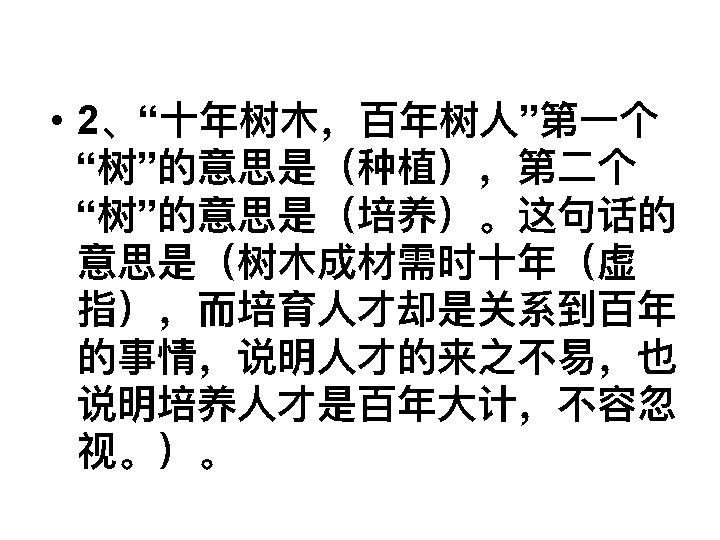 • 2、“十年树木，百年树人”第一个
“树”的意思是（种植），第二个
“树”的意思是（培养）。这句话的
意思是（树木成材需时十年（虚
指），而培育人才却是关系到百年
的事情，说明人才的来之不易，也
说明培养人才是百年大计，不容忽
视。）。